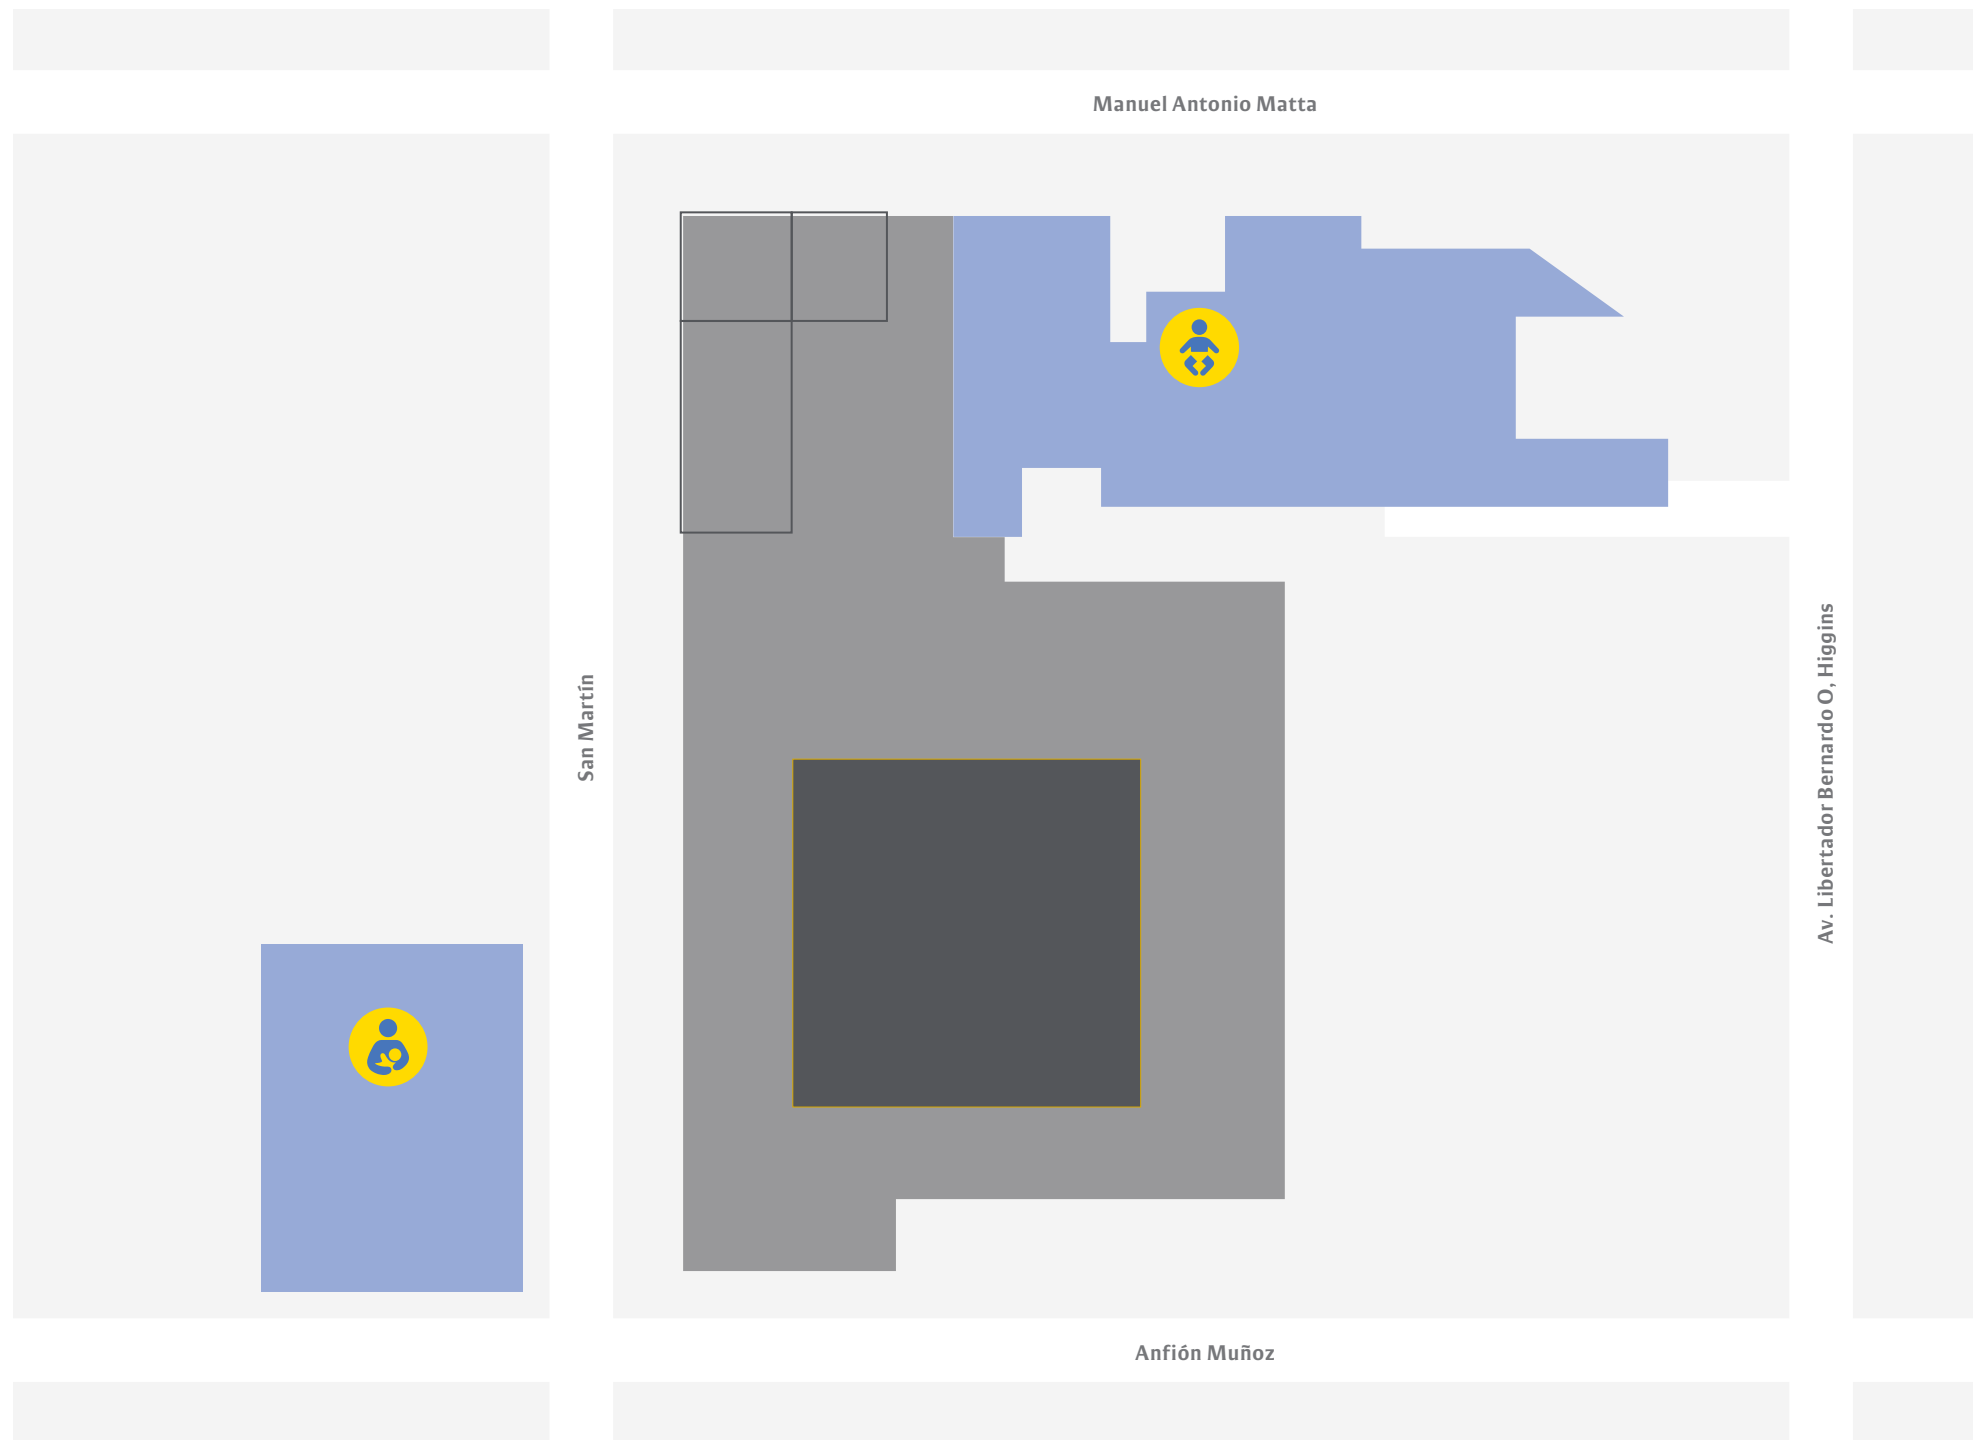 Manuel Antonio Matta
San Martín
Av. Libertador Bernardo O, Higgins
Anfión Muñoz